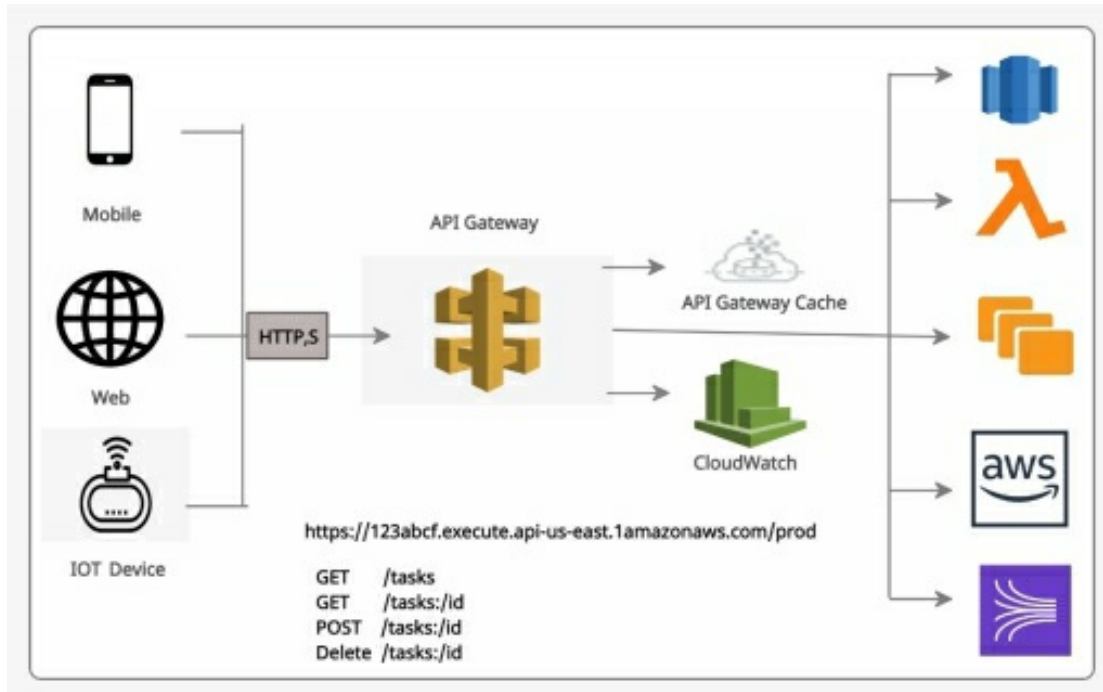 Mobile
API Gateway
API Gateway Cache
HTTP,S
Web
aws
CloudWatch
https://123abcf.execute.api-us-east.1amazonaws.com/prod
IOT Device
GET /tasks
GET /tasks:/id
POST /tasks:/id
Delete /tasks:/id